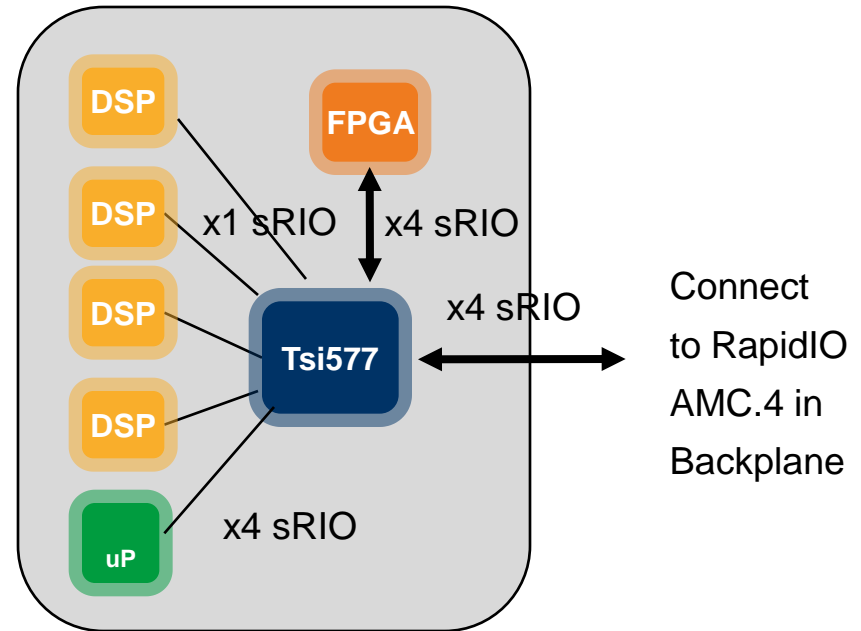 DSP
FPGA
DSP
x1 sRIO
x4 sRIO
DSP
Tsi577
x4 sRIO
Connect
to RapidIO
AMC.4 in
Backplane
DSP
x4 sRIO
uP